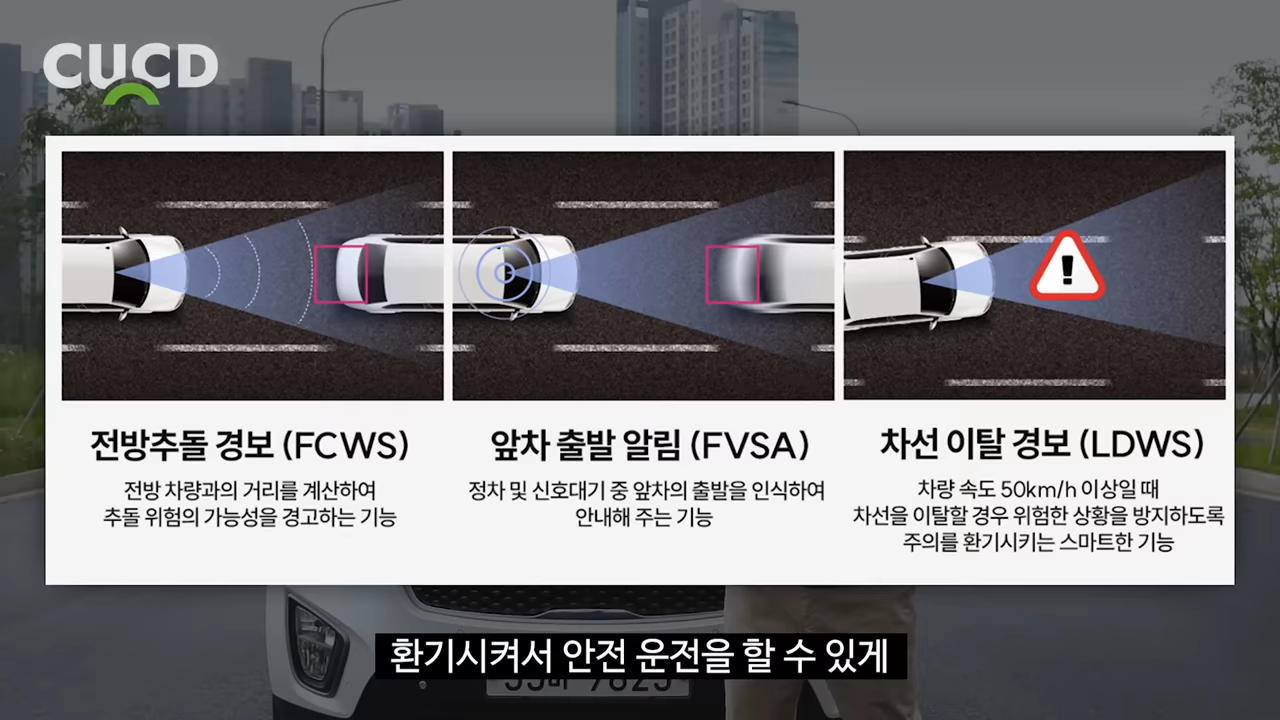 CUCD
전방추돌 경보 (FCWS)
전방 차량과의 거리를 계산하여
추돌 위험의 가능성을 경고하는 기능
앞차 출발 알림 (FVSA)
정차 및 신호대기 중 앞차의 출발을 인식하여
안내해 주는 기능
차선 이탈 경보 (LDWS)
차량 속도 50km/h 이상일 때
차선을 이탈할 경우 위험한 상황을 방지하도록
주의를 환기시키는 스마트한 기능
환기시켜서 안전 운전을 할 수 있게